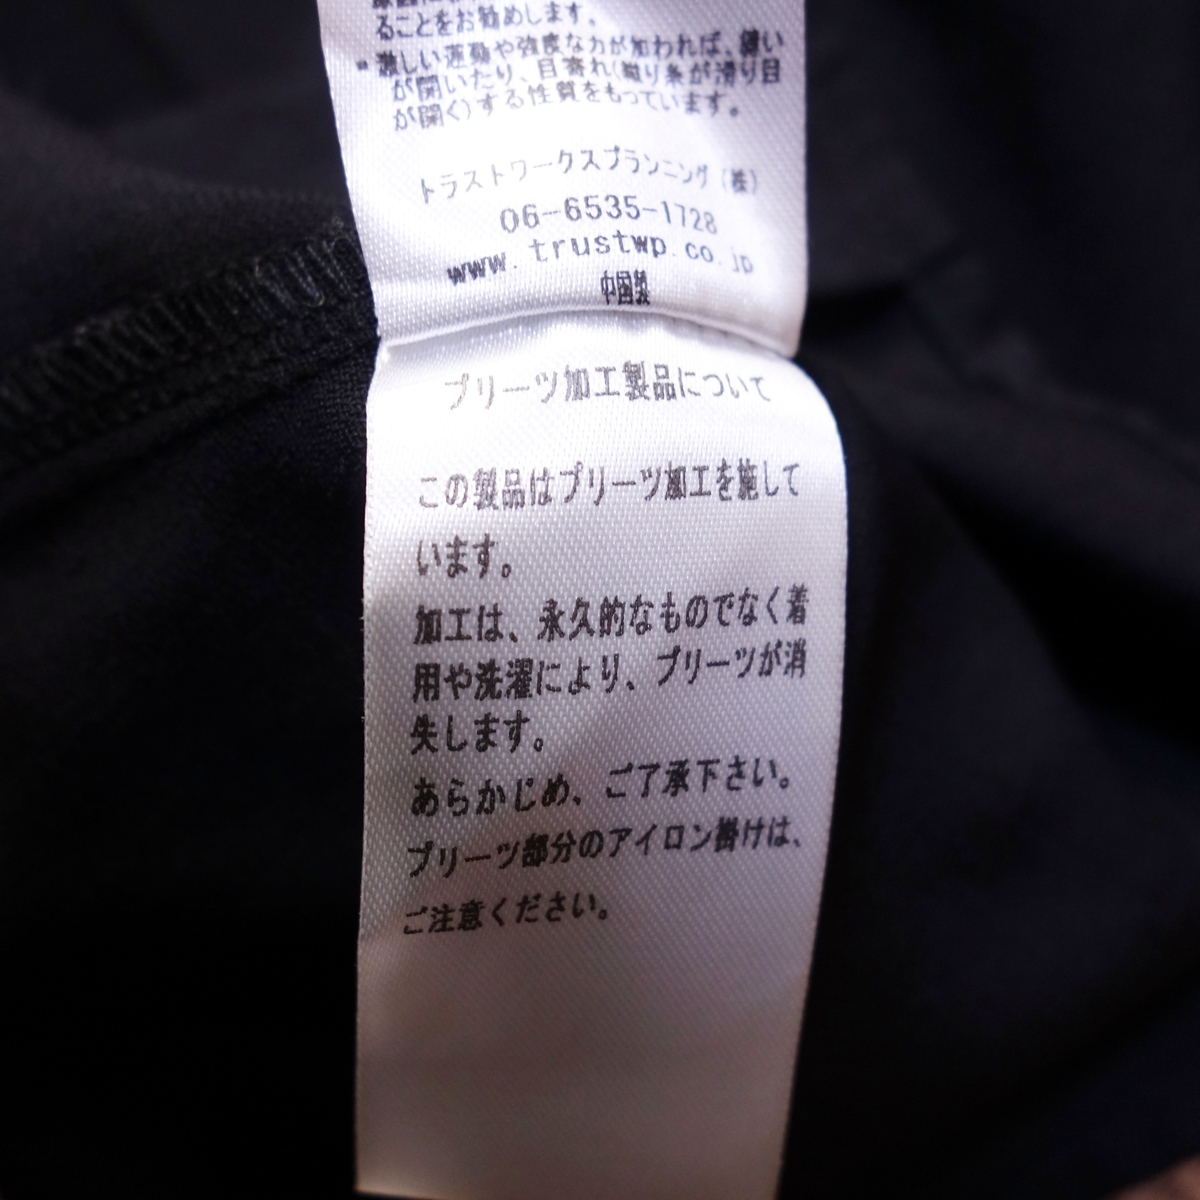 ることをお勧めします。
激しい運動や強度な力が加われば、縫い
が開いたり、目寄れ(織り糸が滑り目
が開く)する性質をもっています。
トラストワークスプランニング(株)
06-6535-1728
www.trustwp.co.jp
中国製
プリーツ加工製品について
この製品はプリーツ加工を施して
います。
加工は、永久的なものでなく着
用や洗濯により、プリーツが消
失します。
あらかじめ、ご了承下さい。
プリーツ部分のアイロン掛けは、
ご注意ください。